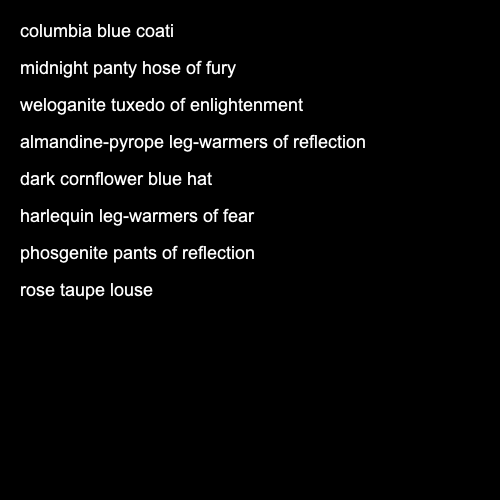 columbia blue coati
midnight panty hose of fury
weloganite tuxedo of enlightenment
almandine-pyrope leg-warmers of reflection
dark cornflower blue hat
harlequin leg-warmers of fear
phosgenite pants of reflection
rose taupe louse